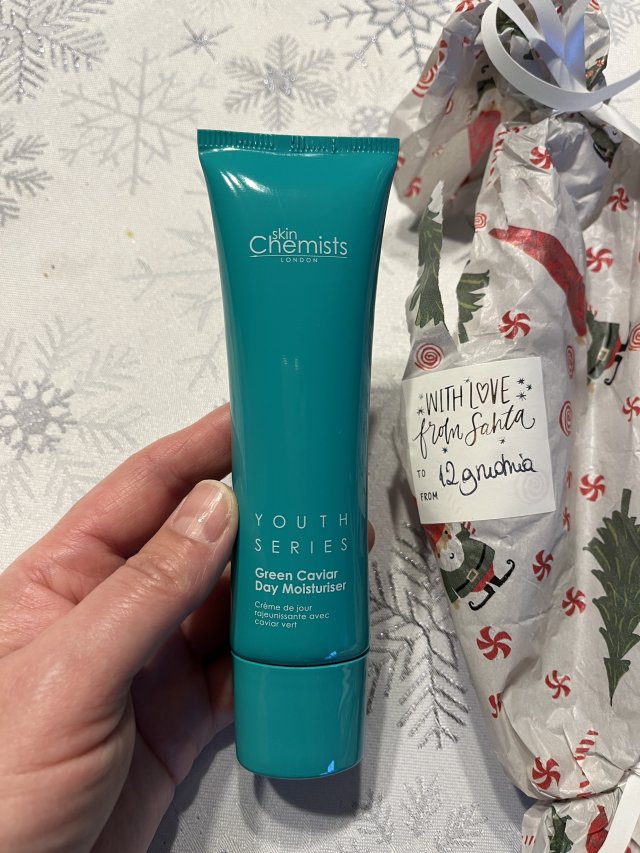 skin
Chemists
LONDON
YOUTH
SERIES
Green Caviar
Day Moisturiser
Crème de jour
rajeunissante avec
caviar vert
WITH LOVE
from Santa
TO 12 grudnia
FROM